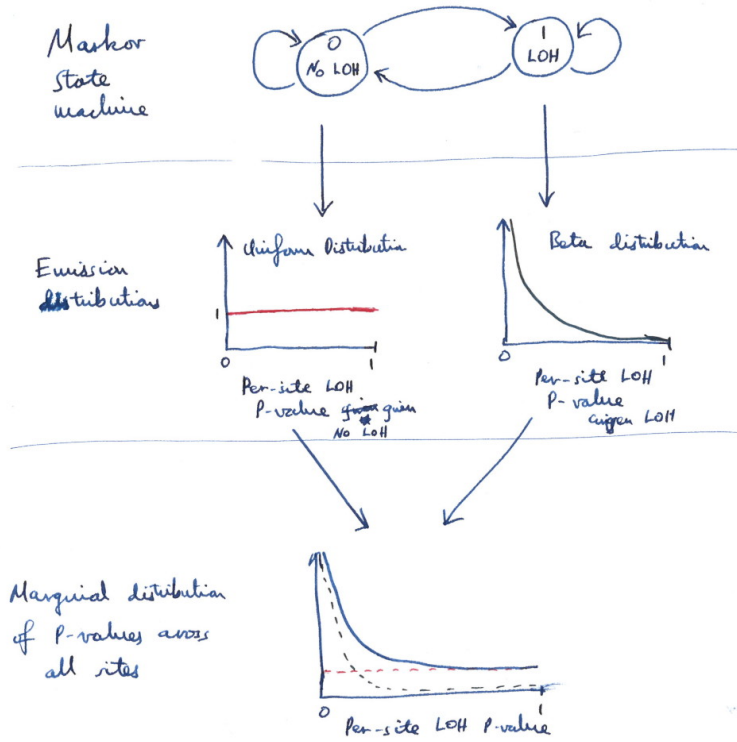 Markov
state
machine
0
No LOH
1
LOH
Emission
distributions
Uniform Distribution
1
0
1
Per-site LOH
P-value given
No LOH
Beta distribution
0
1
Per-site LOH
P-value
given LOH
Marginal distribution
of P-values across
all sites
0
1
Per-site LOH P-value